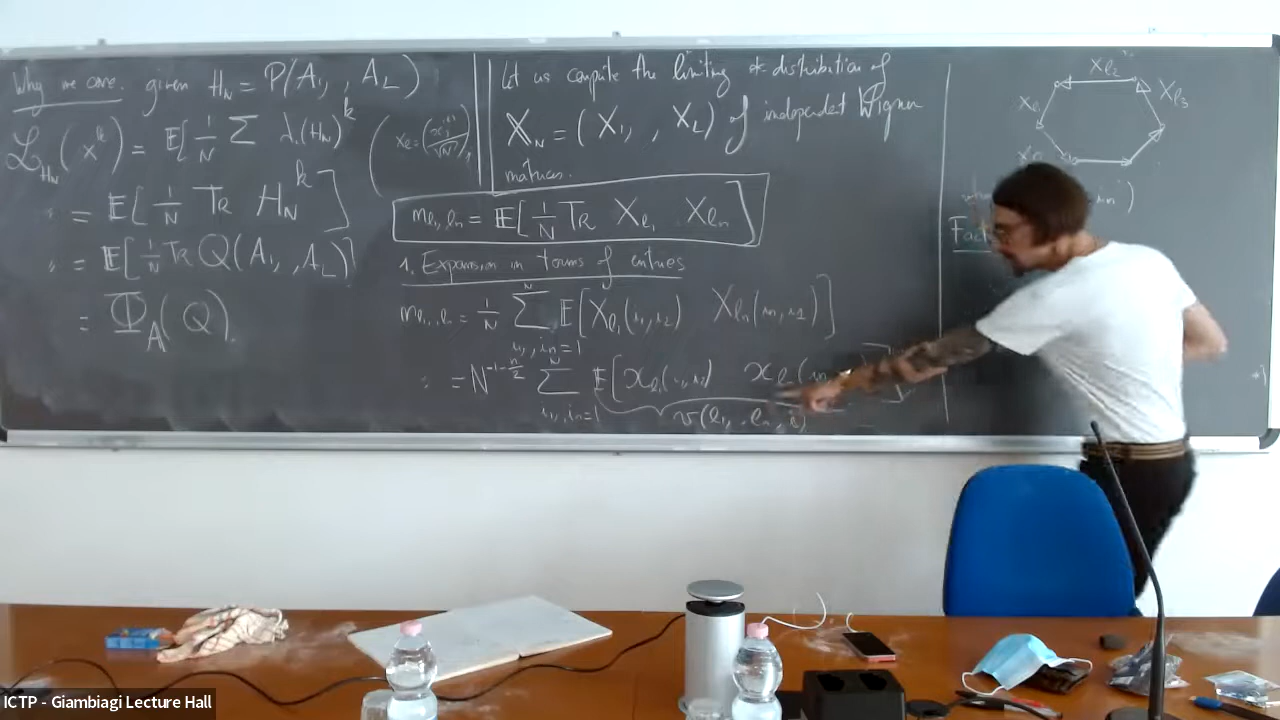 Why we care. given H_N = P(A_1, , A_L)
ℒ_{H_N}(x^k) = E[1/N Σ λ_i(H_N)^k]
" = E[1/N Tr H_N^k]
" = E[1/N Tr Q(A_1, , A_L)]
= Φ_A(Q).
Let us compute the limiting * distribution of
𝕏_N = (X_1, , X_L) of independent Wigner
matrices.
m_{l_1, l_n} = E[1/N Tr X_{l_1} X_{l_n}]
1. Expansion in terms of entries
m_{l_1,..,l_n} = 1/N Σ_{i_1, i_n=1}^N E[X_{l_1}(i_1,i_2) X_{l_n}(i_n,i_1)]
" = N^{-1-n/2} Σ_{i_1, i_n=1}^N E[x_{l_1}(i_1,i_2) x_{l_n}(i_n
v(l_1, .. l_n, i)
X_{l_2}
X_{l_3}
Fact
ICTP - Giambiagi Lecture Hall